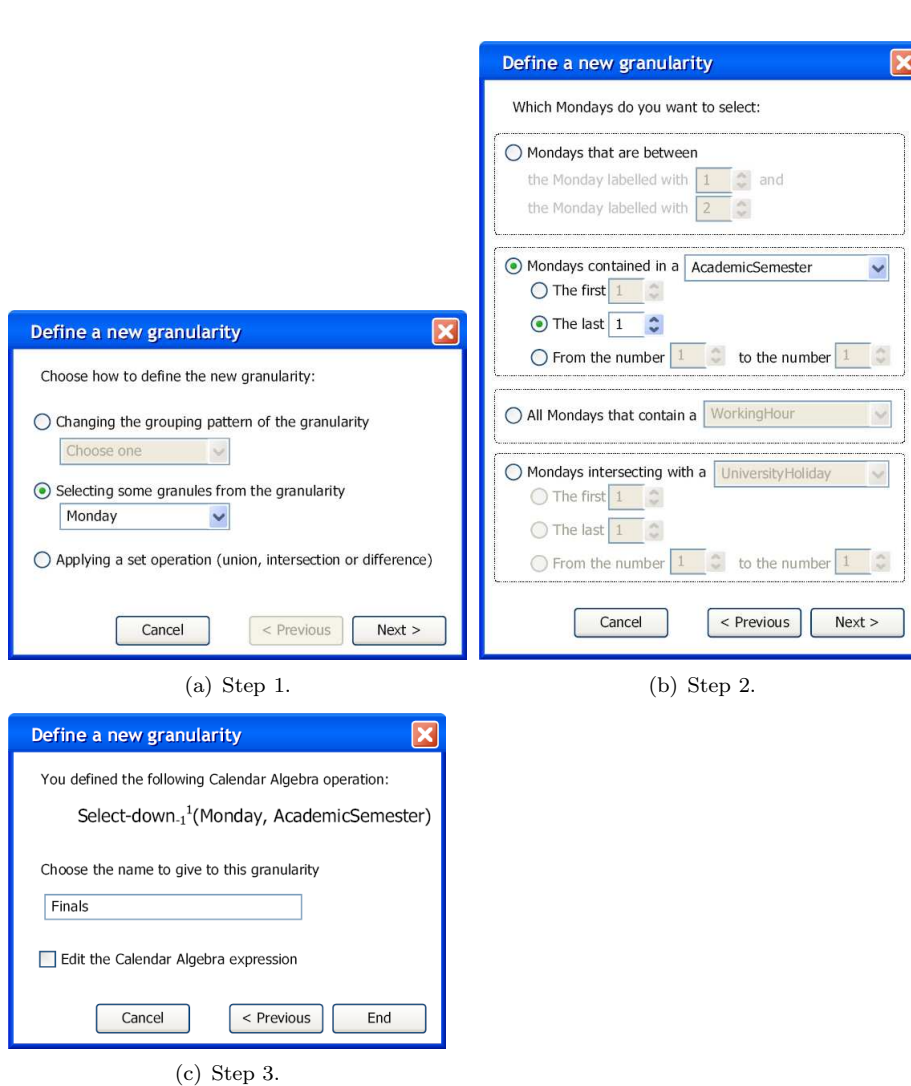 Define a new granularity
Choose how to define the new granularity:
Changing the grouping pattern of the granularity
Choose one
Selecting some granules from the granularity
Monday
Applying a set operation (union, intersection or difference)
Cancel
< Previous
Next >
(a) Step 1.
Define a new granularity
Which Mondays do you want to select:
Mondays that are between
the Monday labelled with 1 and
the Monday labelled with 2
Mondays contained in a AcademicSemester
The first 1
The last 1
From the number 1 to the number 1
All Mondays that contain a WorkingHour
Mondays intersecting with a UniversityHoliday
The first 1
The last 1
From the number 1 to the number 1
Cancel
< Previous
Next >
(b) Step 2.
Define a new granularity
You defined the following Calendar Algebra operation:
Select-down₋₁¹(Monday, AcademicSemester)
Choose the name to give to this granularity
Finals
Edit the Calendar Algebra expression
Cancel
< Previous
End
(c) Step 3.